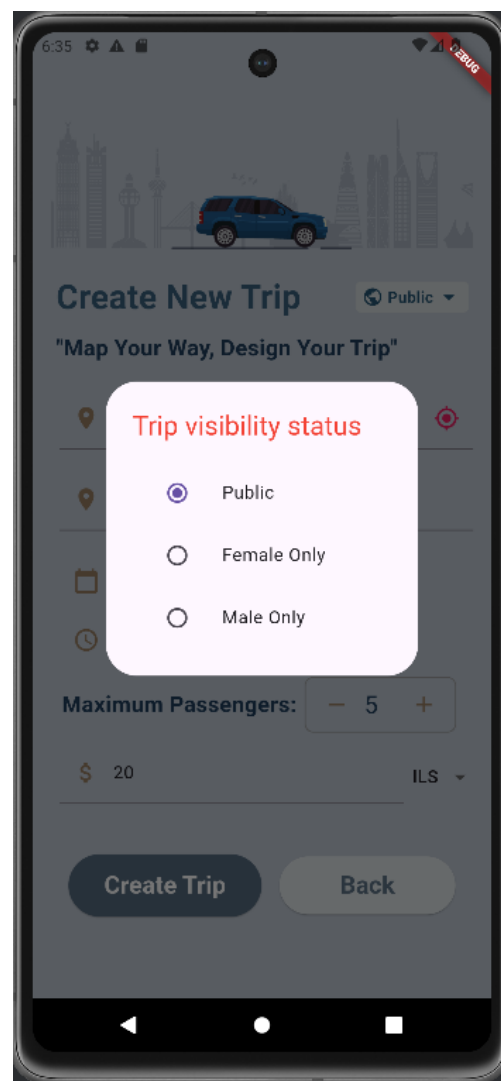 6:35
DEBUG
Create New Trip
Public
"Map Your Way, Design Your Trip"
Trip visibility status
Public
Female Only
Male Only
Maximum Passengers: − 5 +
$ 20
ILS
Create Trip
Back